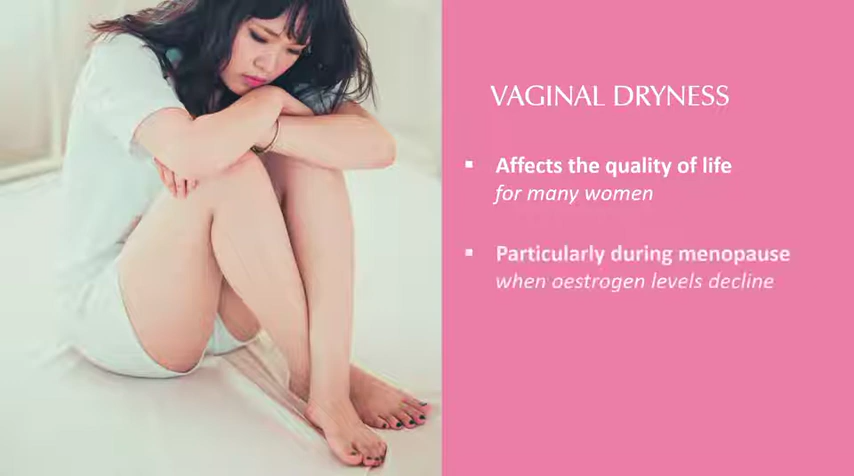 VAGINAL DRYNESS
▪ Affects the quality of life
for many women
▪ Particularly during menopause
when oestrogen levels decline